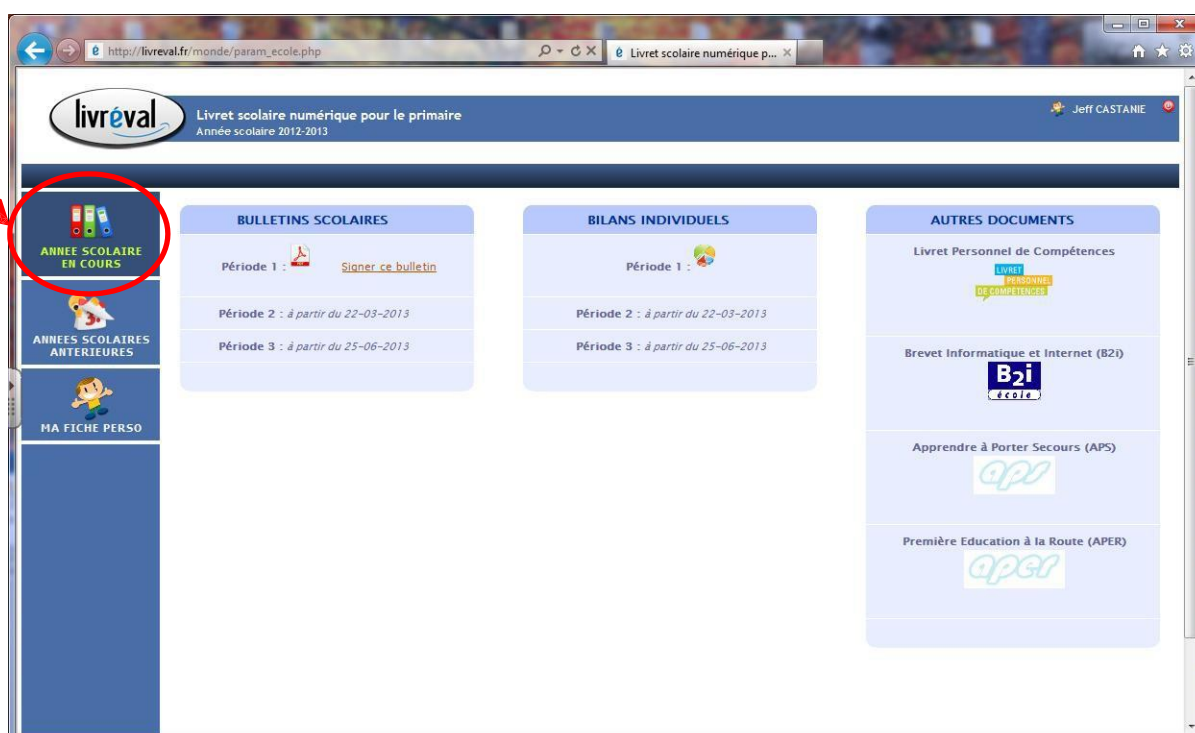 http://livreval.fr/monde/param_ecole.php
Livret scolaire numérique p...
livréval
Livret scolaire numérique pour le primaire
Année scolaire 2012-2013
Jeff CASTANIE
ANNEE SCOLAIRE
EN COURS
ANNEES SCOLAIRES
ANTERIEURES
MA FICHE PERSO
BULLETINS SCOLAIRES
Période 1 : Signer ce bulletin
Période 2 : à partir du 22-03-2013
Période 3 : à partir du 25-06-2013
BILANS INDIVIDUELS
Période 1 :
Période 2 : à partir du 22-03-2013
Période 3 : à partir du 25-06-2013
AUTRES DOCUMENTS
Livret Personnel de Compétences
LIVRET
PERSONNEL
DE COMPÉTENCES
Brevet Informatique et Internet (B2i)
B2i
école
Apprendre à Porter Secours (APS)
aps
Première Education à la Route (APER)
aper